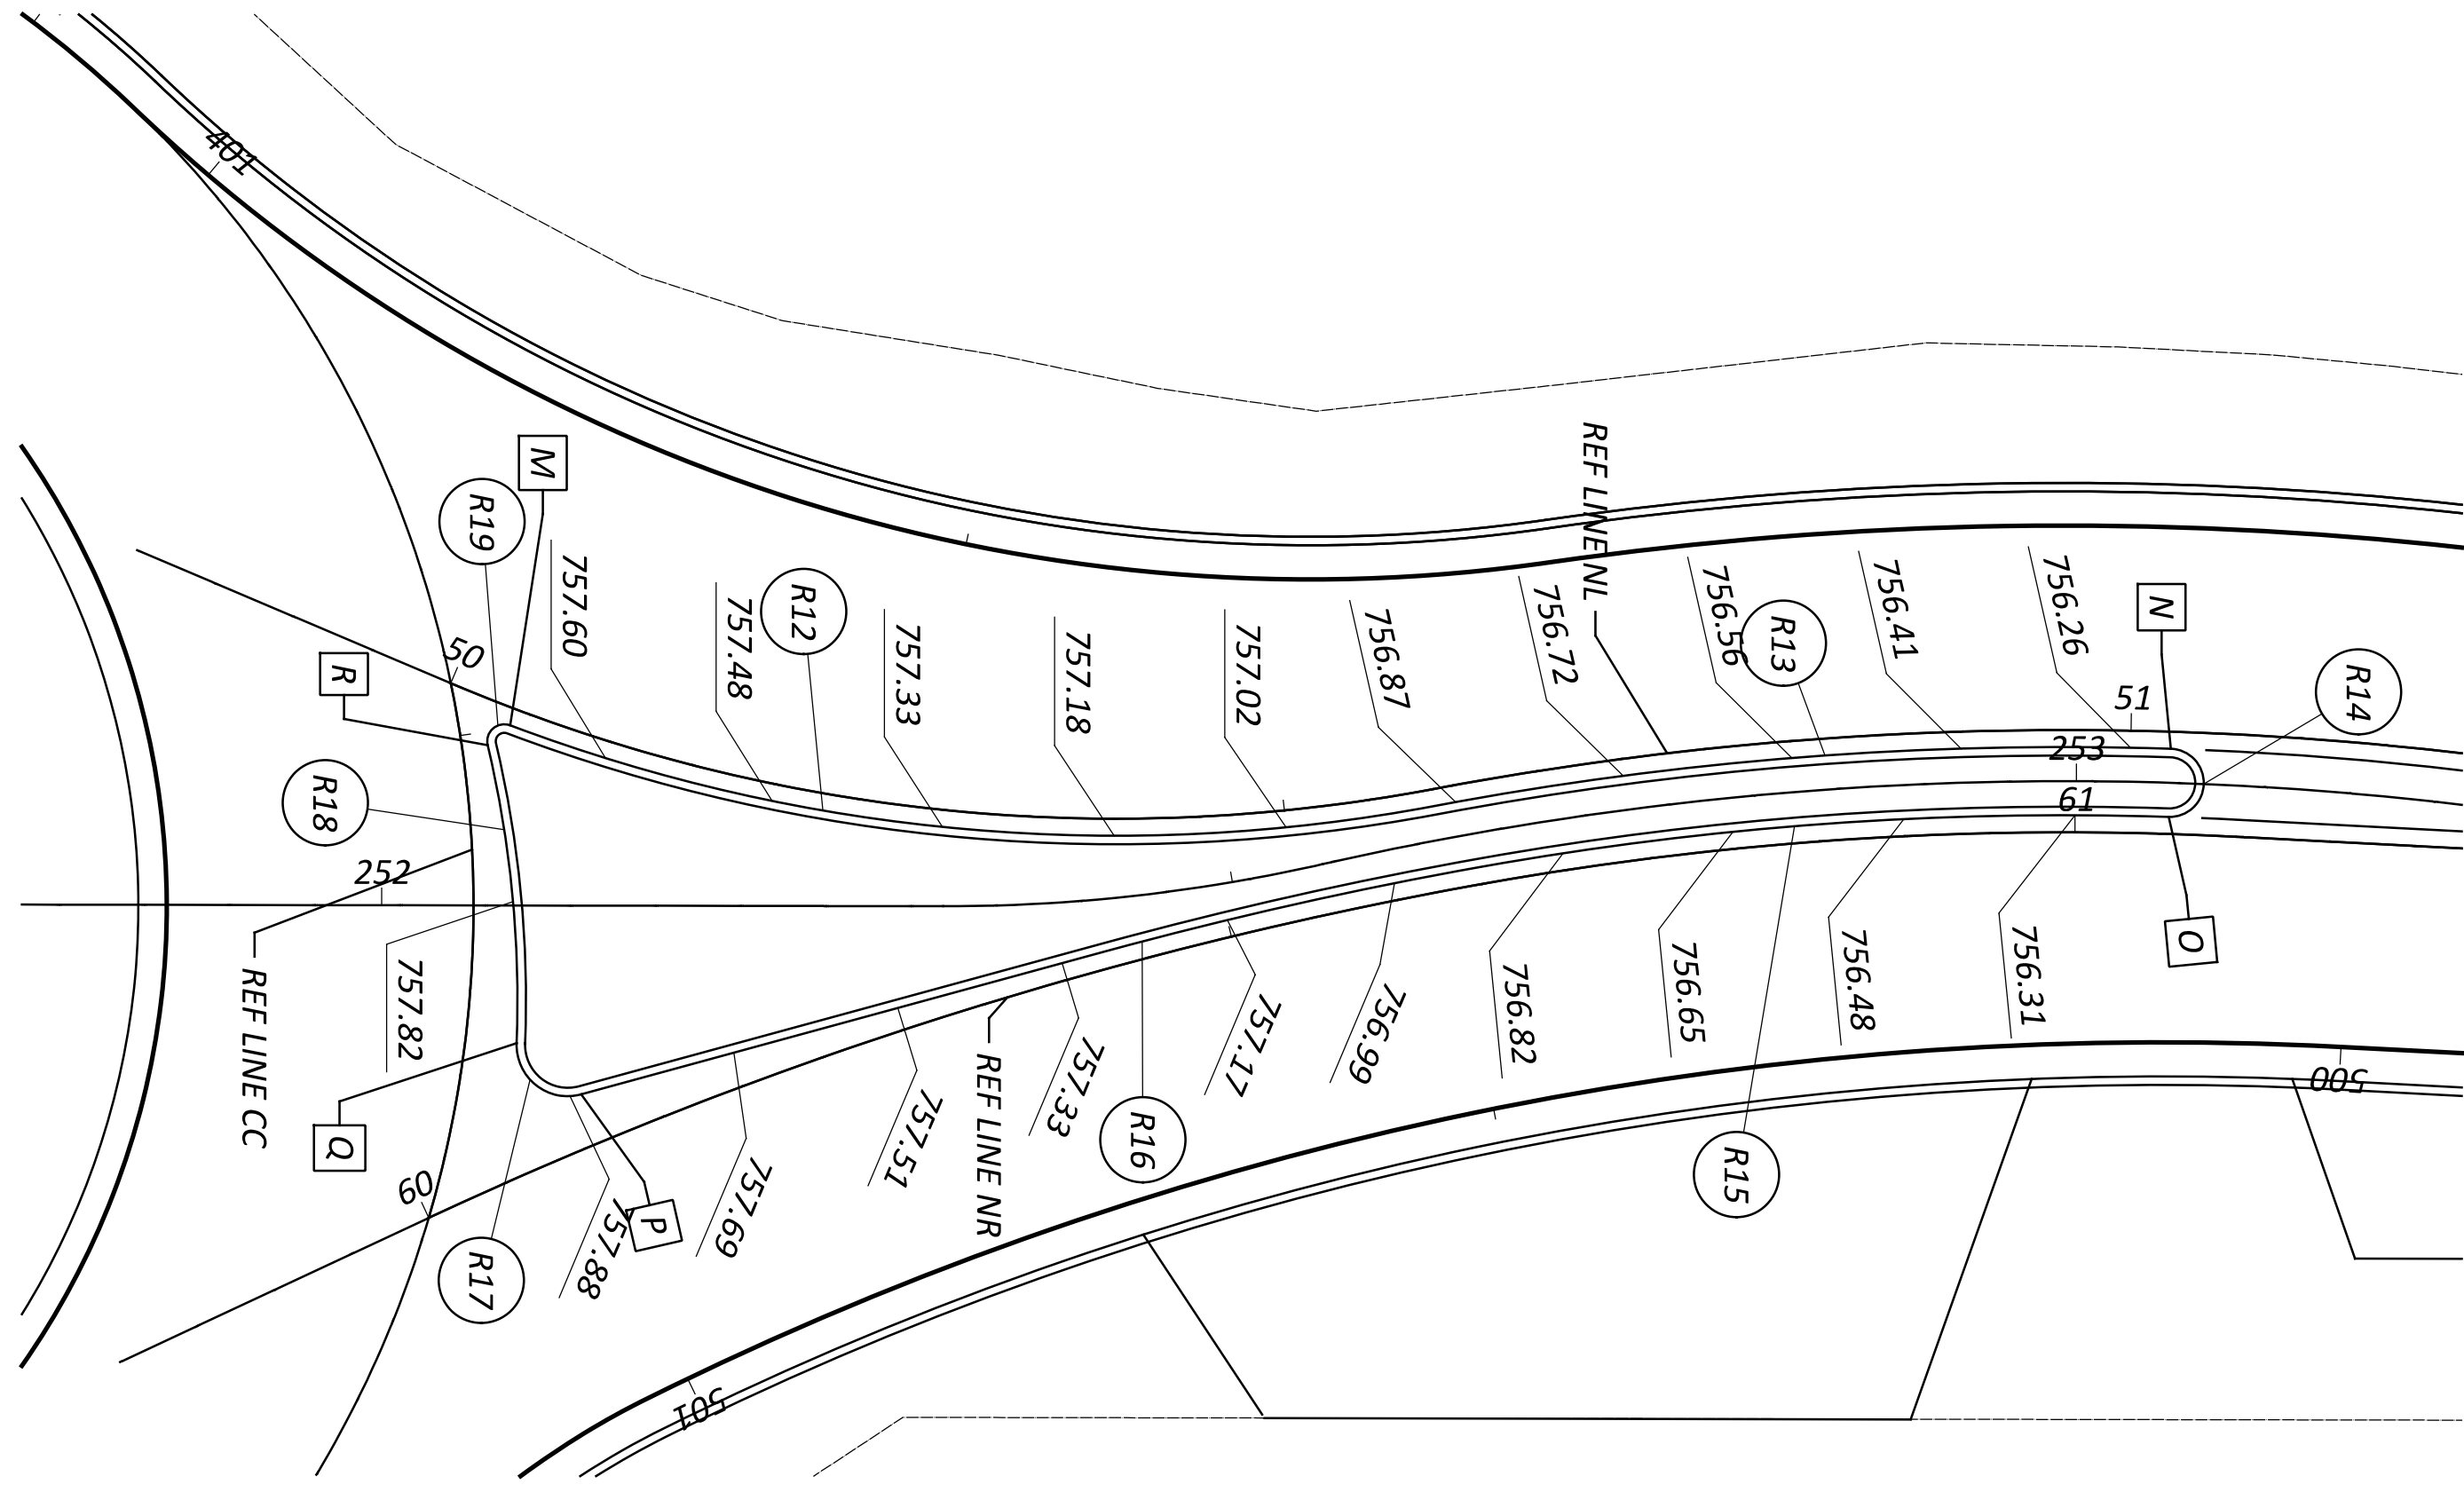 401
M
R19
757.60
50
R
757.48
R12
757.33
757.18
757.02
756.87
REF LINE NL
756.72
756.56
R13
756.41
756.26
N
51
R14
253
61
R18
252
REF LINE CC
757.82
Q
60
R17
757.88
P
757.69
757.51
REF LINE NR
757.33
R16
757.17
756.99
756.82
756.65
R15
756.48
756.31
O
500
501